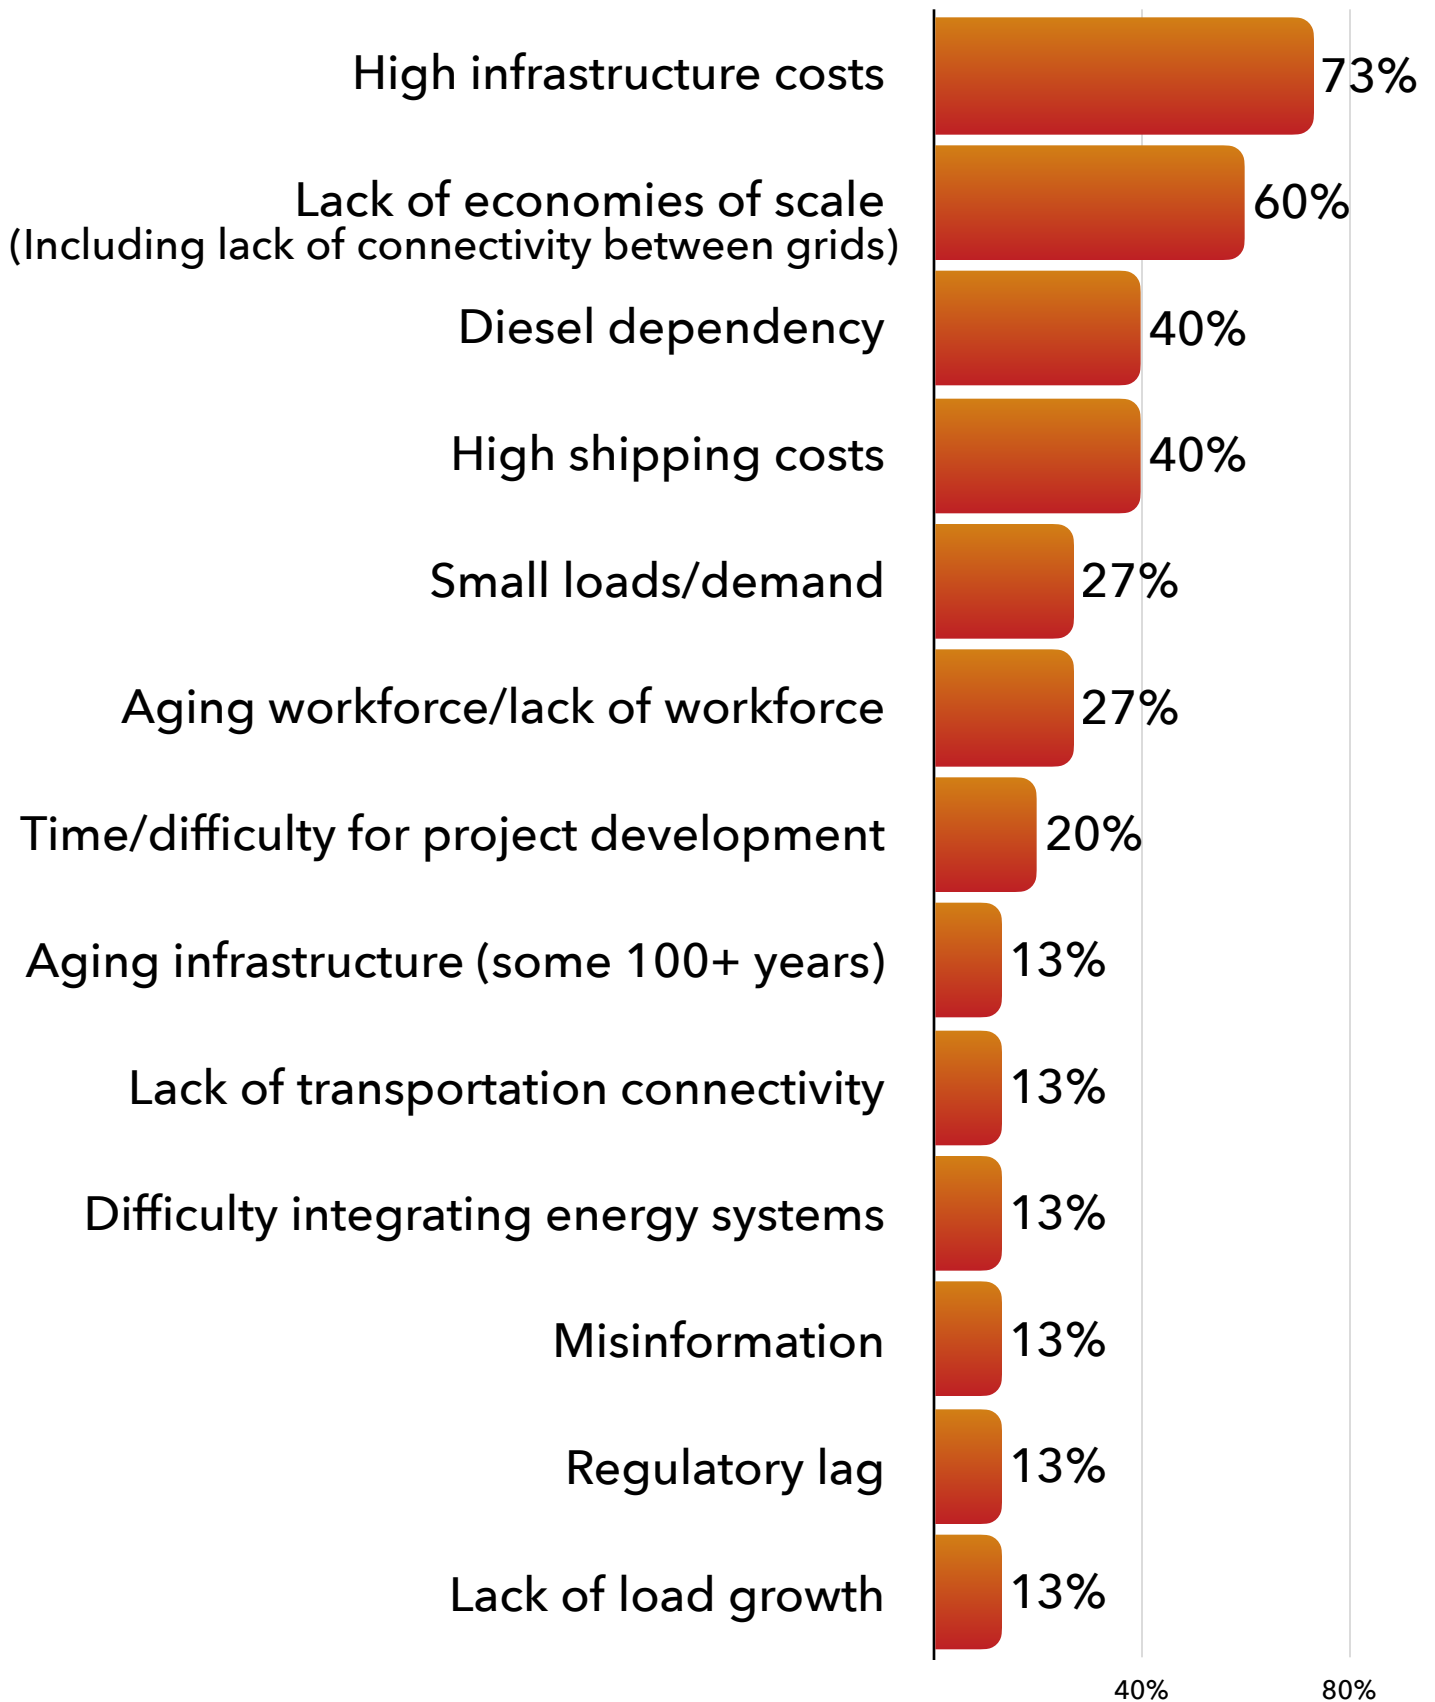 High infrastructure costs
73%
Lack of economies of scale
(Including lack of connectivity between grids)
60%
Diesel dependency
40%
High shipping costs
40%
Small loads/demand
27%
Aging workforce/lack of workforce
27%
Time/difficulty for project development
20%
Aging infrastructure (some 100+ years)
13%
Lack of transportation connectivity
13%
Difficulty integrating energy systems
13%
Misinformation
13%
Regulatory lag
13%
Lack of load growth
13%
40%
80%